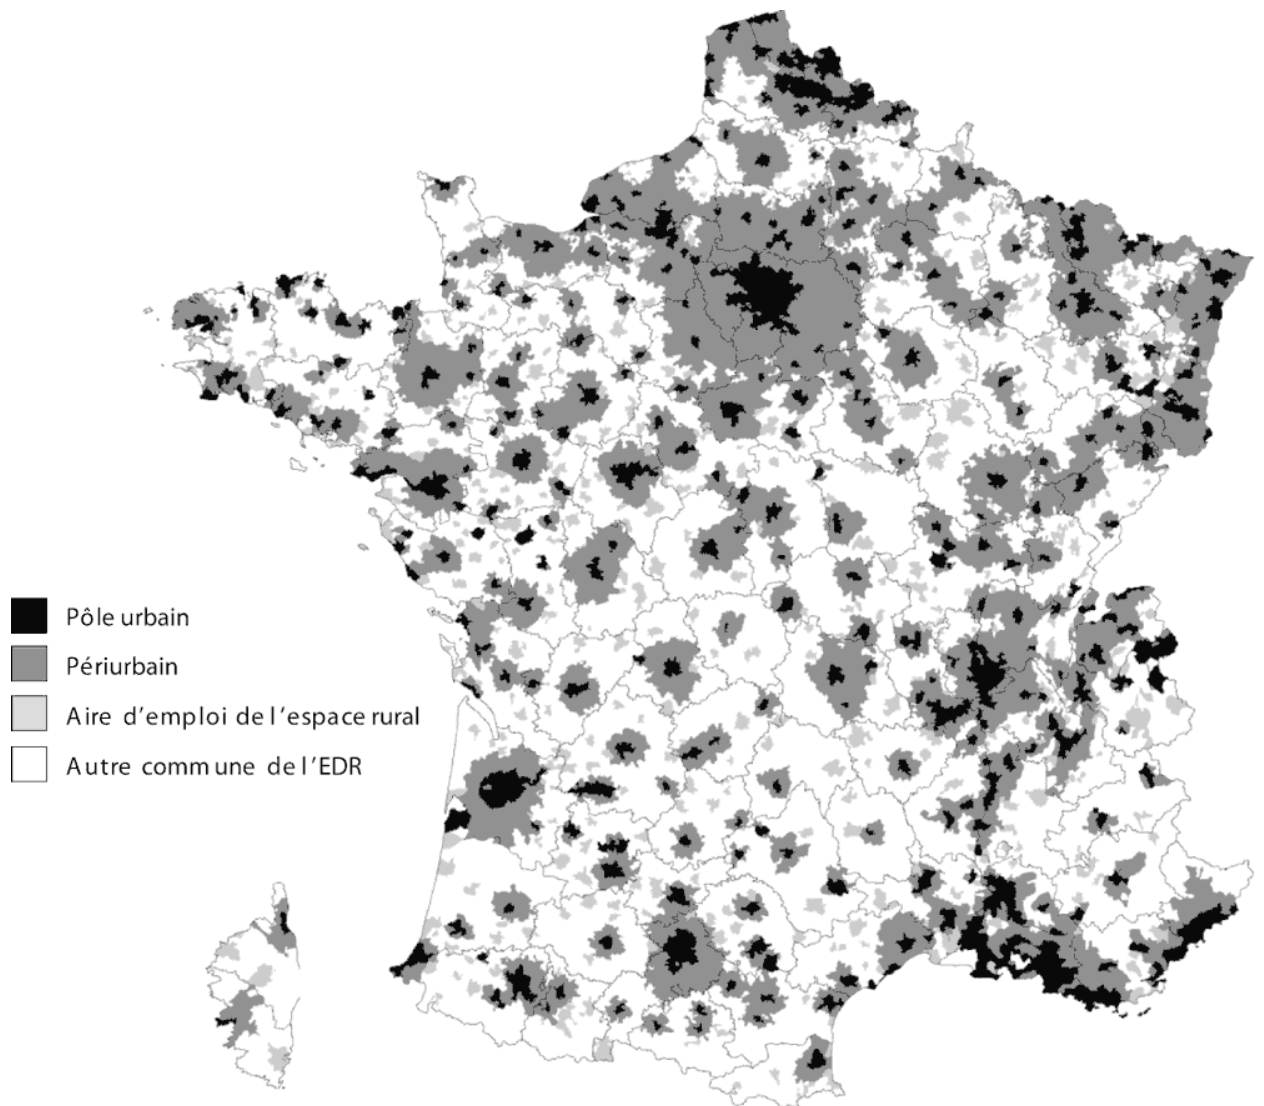 Pôle urbain
Périurbain
Aire d'emploi de l'espace rural
Autre commune de l'EDR